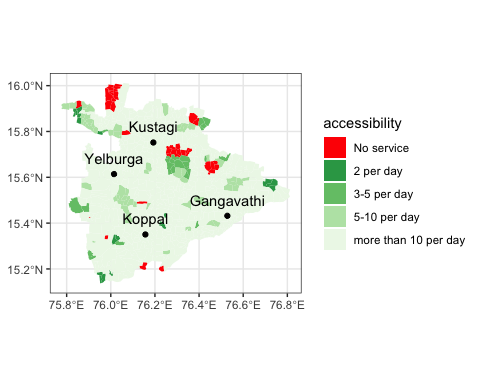 16.0°N
15.8°N
15.6°N
15.4°N
15.2°N
75.8°E 76.0°E 76.2°E 76.4°E 76.6°E 76.8°E
Kustagi
Yelburga
Gangavathi
Koppal
accessibility
No service
2 per day
3-5 per day
5-10 per day
more than 10 per day